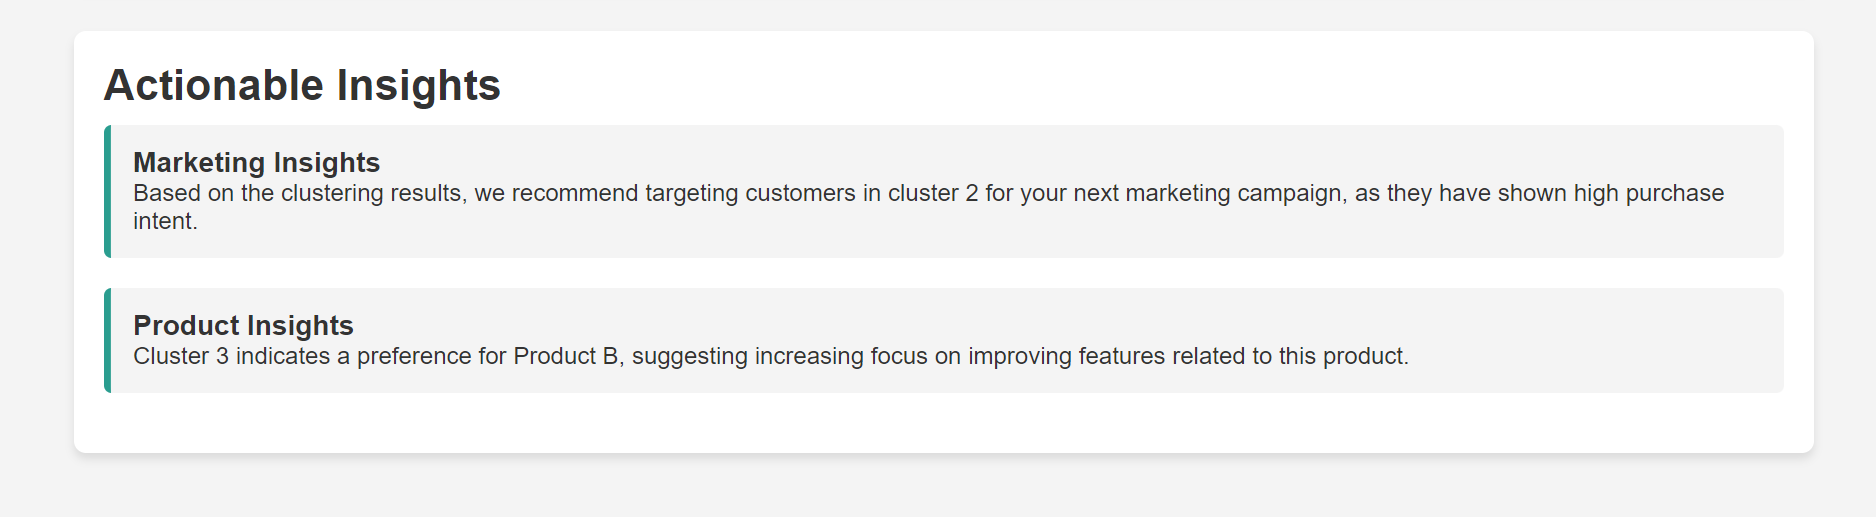 Actionable Insights
Marketing Insights
Based on the clustering results, we recommend targeting customers in cluster 2 for your next marketing campaign, as they have shown high purchase
intent.
Product Insights
Cluster 3 indicates a preference for Product B, suggesting increasing focus on improving features related to this product.